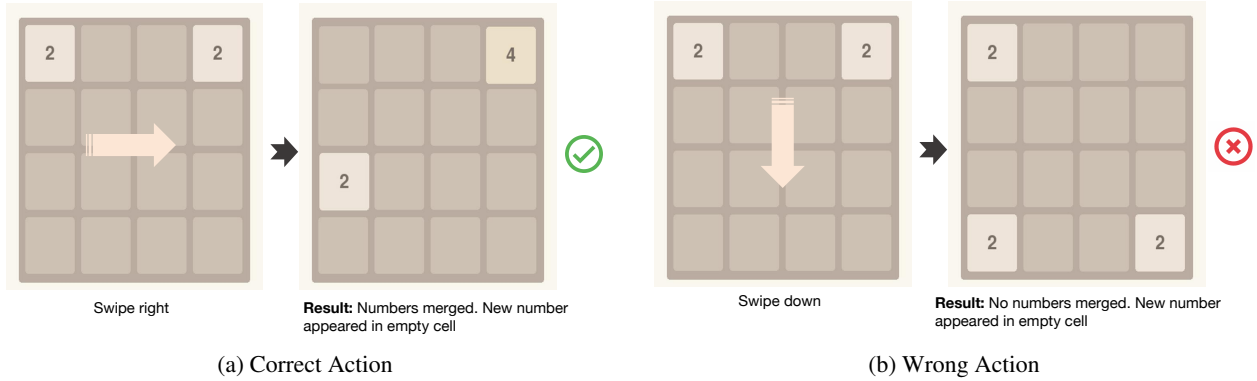 2 2
4
2
Swipe right
Result: Numbers merged. New number
appeared in empty cell
(a) Correct Action
2 2
2
2 2
Swipe down
Result: No numbers merged. New number
appeared in empty cell
(b) Wrong Action